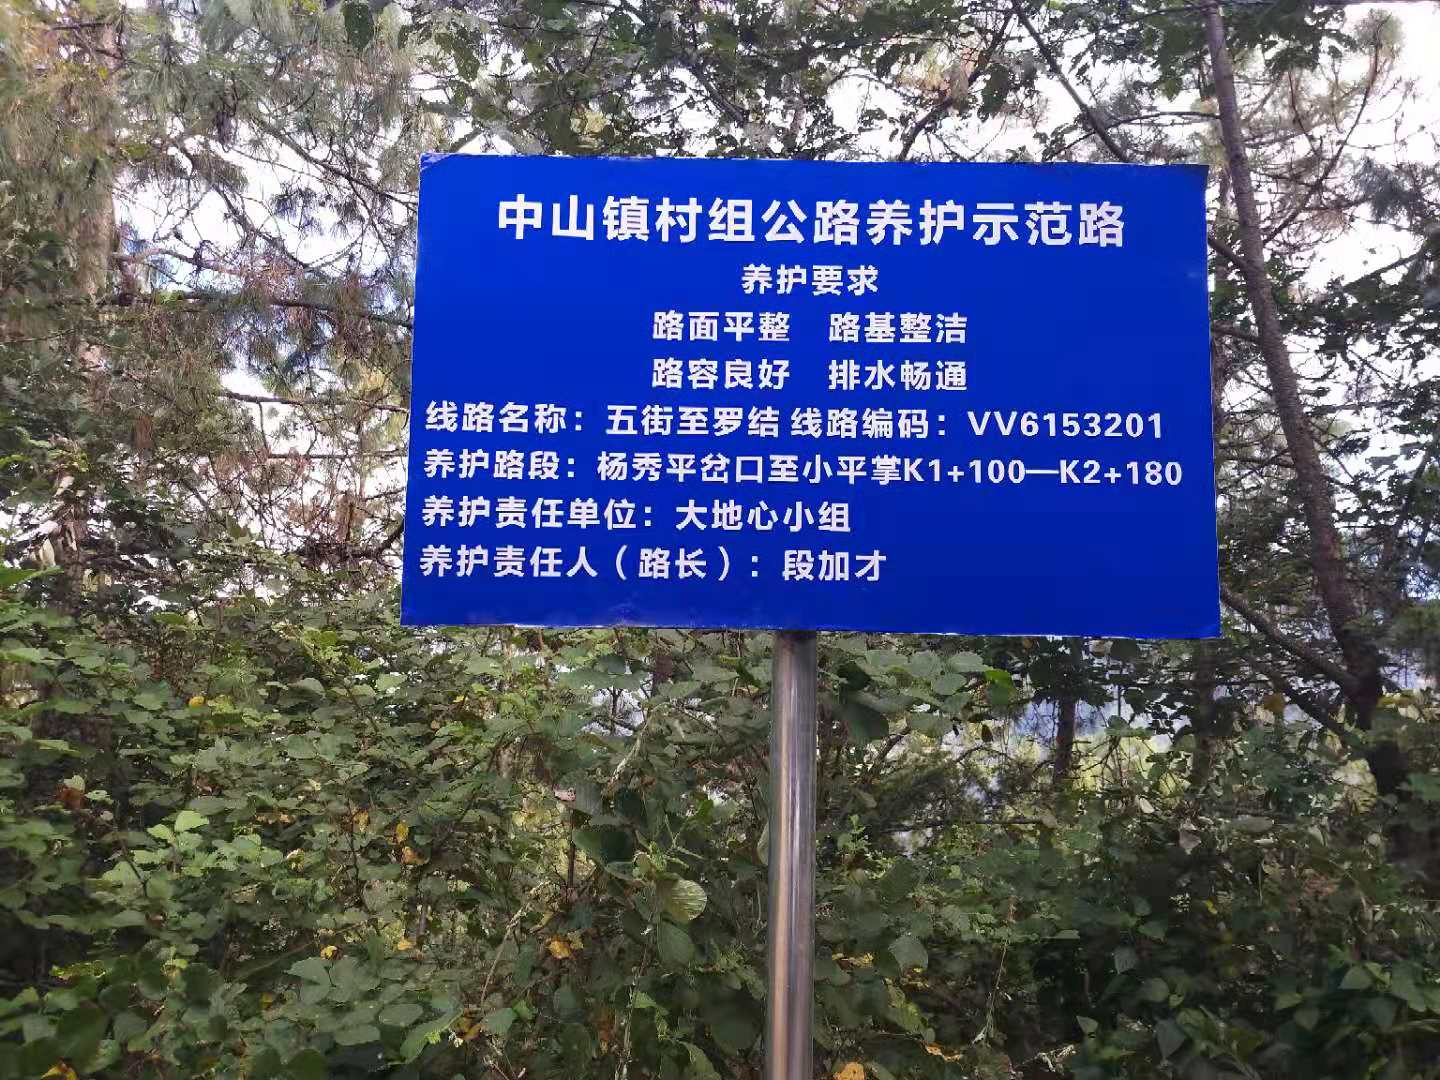 中山镇村组公路养护示范路
养护要求
路面平整 路基整洁
路容良好 排水畅通
线路名称：五街至罗结 线路编码：VV6153201
养护路段：杨秀平岔口至小平掌K1+100—K2+180
养护责任单位：大地心小组
养护责任人（路长）：段加才